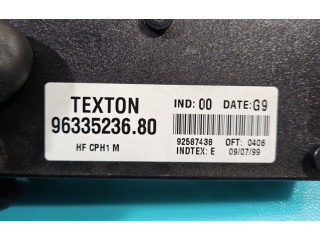 TEXTON IND: 00 DATE: G9
96335236.80
92587438 OFT: 0406
HF CPH1 M INDTEX: E 09/07/99